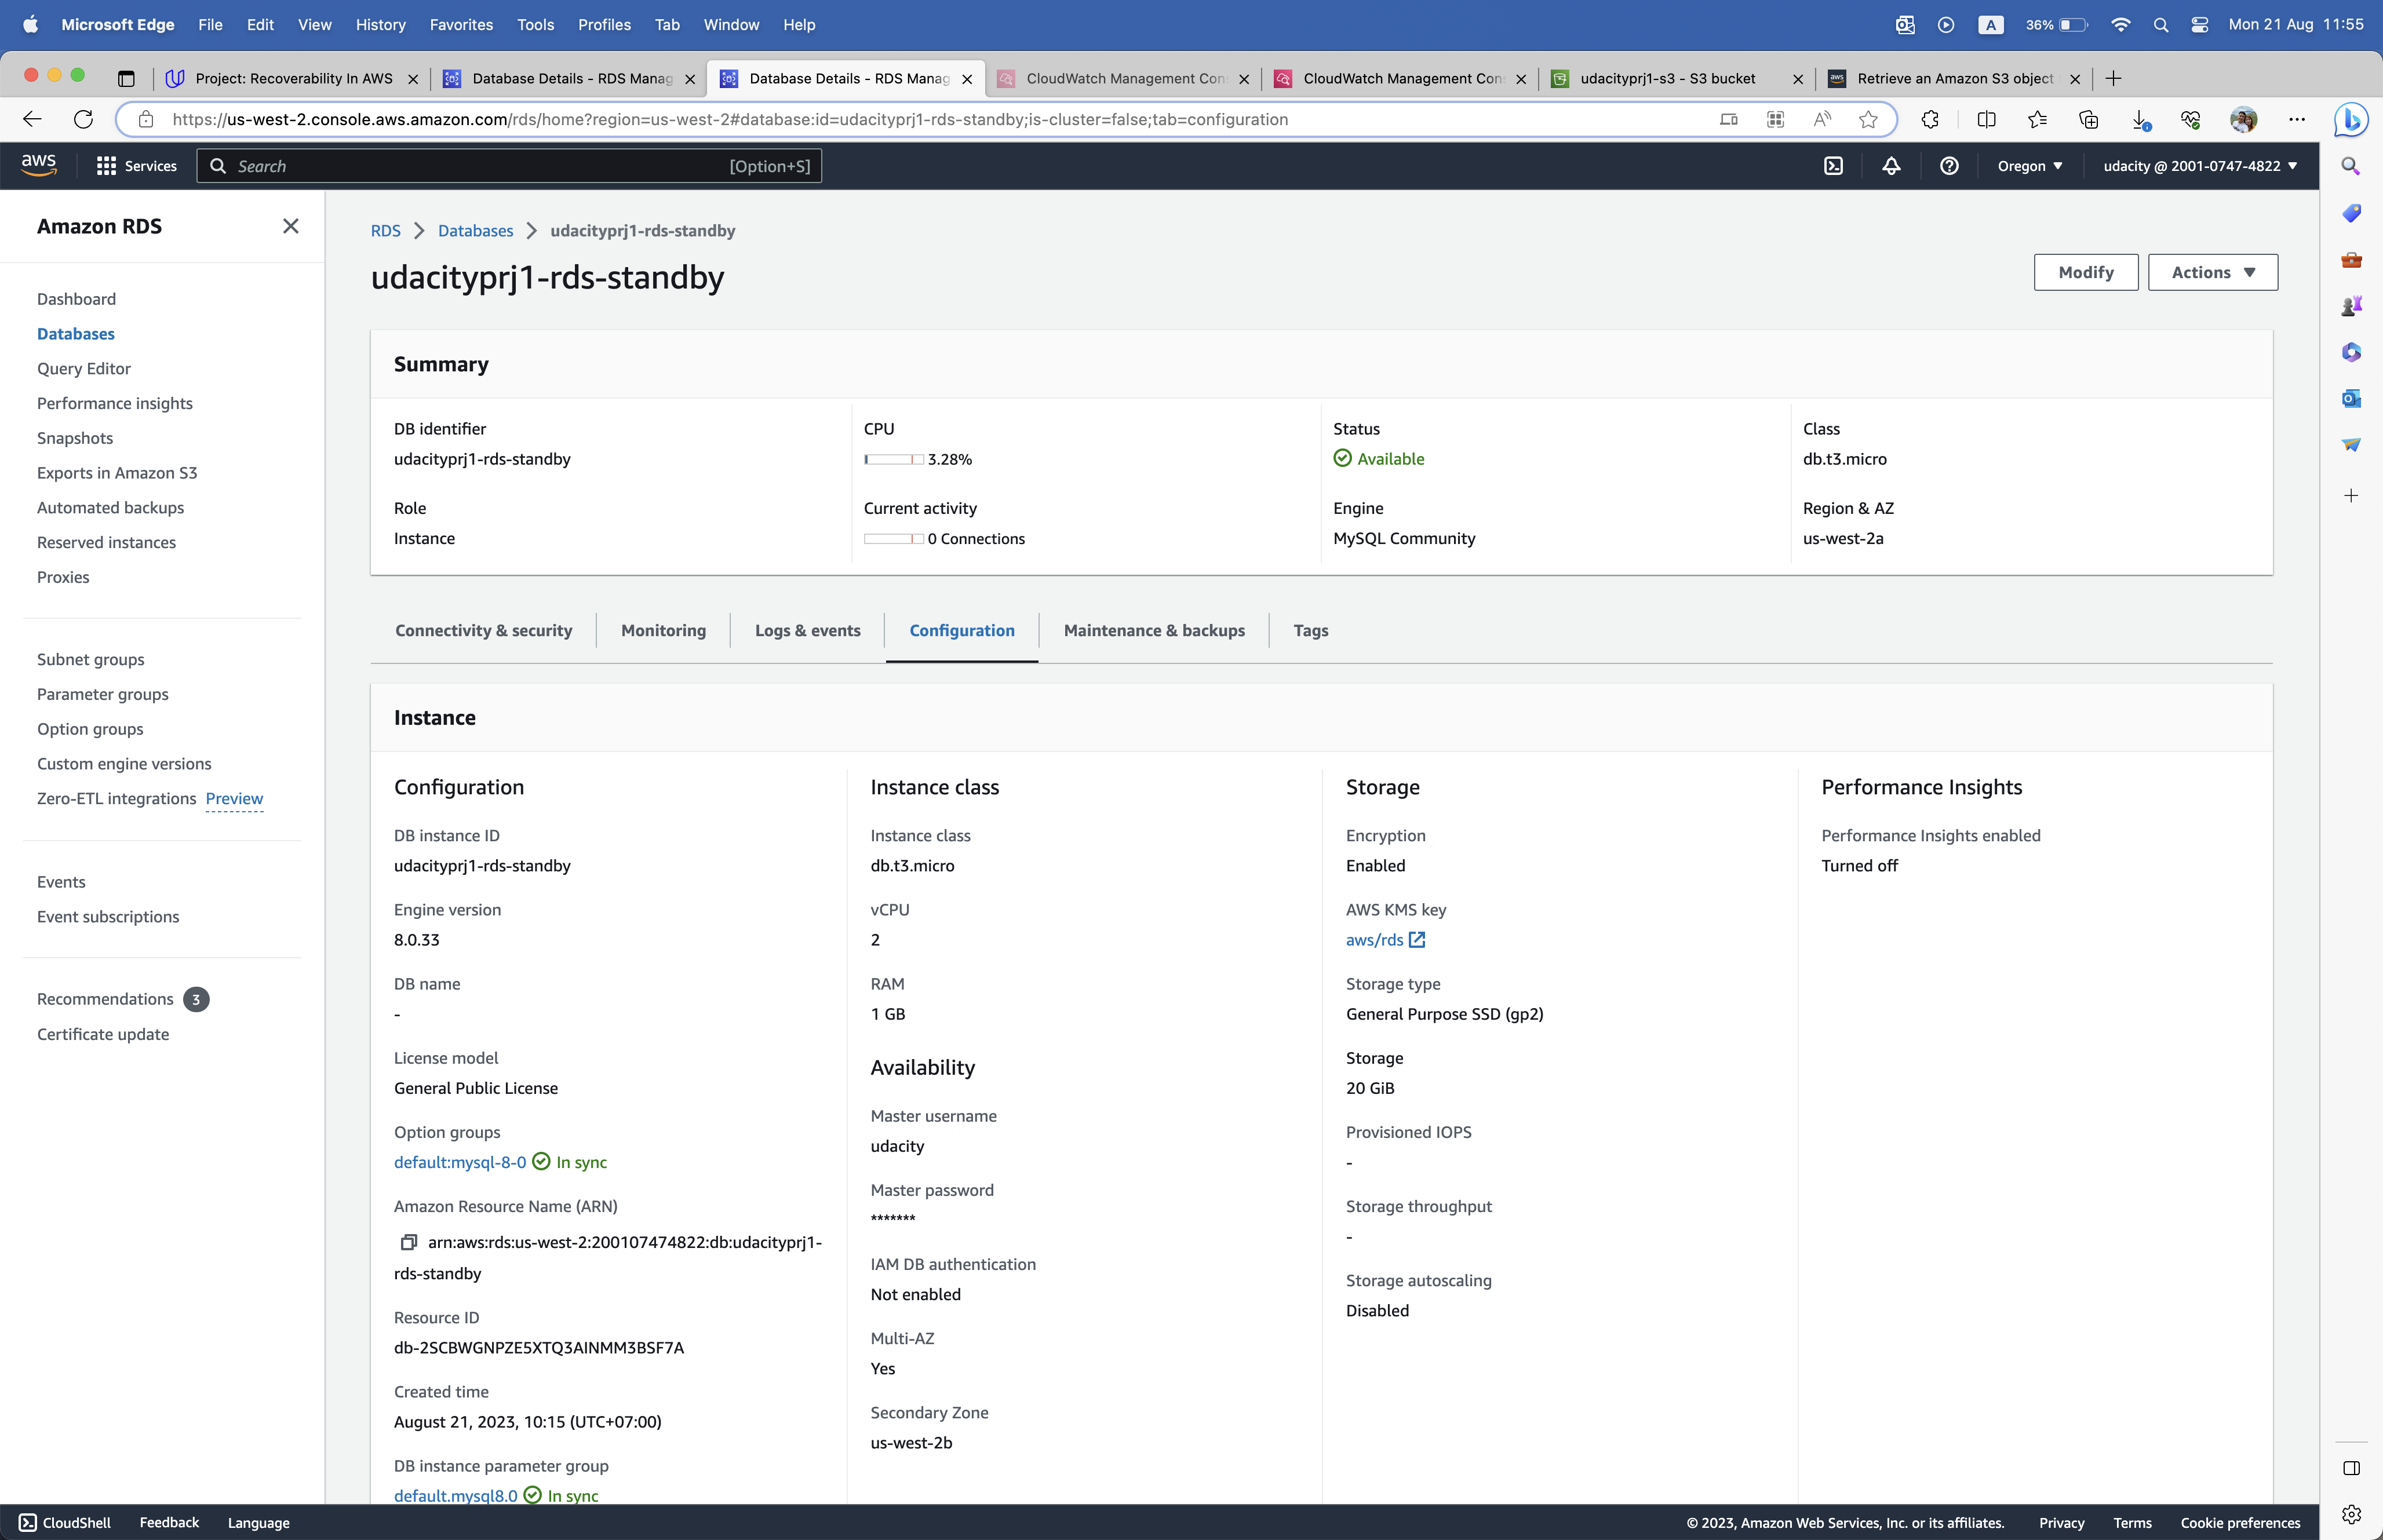 Microsoft Edge File Edit View History Favorites Tools Profiles Tab Window Help
A 36% Mon 21 Aug 11:55
Project: Recoverability In AWS
Database Details - RDS Manag
Database Details - RDS Manag
CloudWatch Management Con
CloudWatch Management Cons
udacityprj1-s3 - S3 bucket
Retrieve an Amazon S3 object
https://us-west-2.console.aws.amazon.com/rds/home?region=us-west-2#database:id=udacityprj1-rds-standby;is-cluster=false;tab=configuration
aws
Services
Search [Option+S]
Oregon
udacity @ 2001-0747-4822
Amazon RDS
Dashboard
Databases
Query Editor
Performance insights
Snapshots
Exports in Amazon S3
Automated backups
Reserved instances
Proxies
Subnet groups
Parameter groups
Option groups
Custom engine versions
Zero-ETL integrations Preview
Events
Event subscriptions
Recommendations 3
Certificate update
RDS > Databases > udacityprj1-rds-standby
udacityprj1-rds-standby
Modify
Actions
Summary
DB identifier
udacityprj1-rds-standby
CPU
3.28%
Status
Available
Class
db.t3.micro
Role
Instance
Current activity
0 Connections
Engine
MySQL Community
Region & AZ
us-west-2a
Connectivity & security
Monitoring
Logs & events
Configuration
Maintenance & backups
Tags
Instance
Configuration
DB instance ID
udacityprj1-rds-standby
Engine version
8.0.33
DB name
-
License model
General Public License
Option groups
default:mysql-8-0 In sync
Amazon Resource Name (ARN)
arn:aws:rds:us-west-2:200107474822:db:udacityprj1-
rds-standby
Resource ID
db-2SCBWGNPZE5XTQ3AINMM3BSF7A
Created time
August 21, 2023, 10:15 (UTC+07:00)
DB instance parameter group
default.mysql8.0 In sync
Instance class
Instance class
db.t3.micro
vCPU
2
RAM
1 GB
Availability
Master username
udacity
Master password
*******
IAM DB authentication
Not enabled
Multi-AZ
Yes
Secondary Zone
us-west-2b
Storage
Encryption
Enabled
AWS KMS key
aws/rds
Storage type
General Purpose SSD (gp2)
Storage
20 GiB
Provisioned IOPS
-
Storage throughput
-
Storage autoscaling
Disabled
Performance Insights
Performance Insights enabled
Turned off
CloudShell
Feedback
Language
© 2023, Amazon Web Services, Inc. or its affiliates.
Privacy
Terms
Cookie preferences